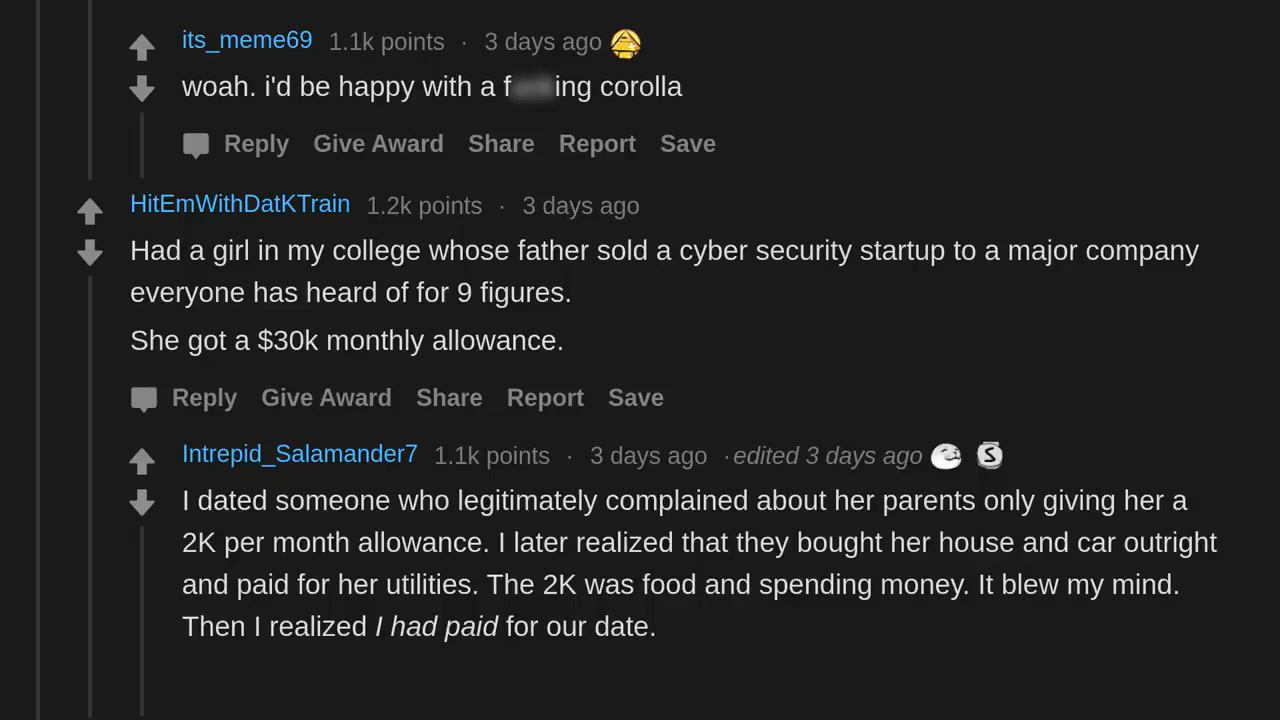 its_meme69 1.1k points · 3 days ago
woah. i'd be happy with a f ing corolla
Reply Give Award Share Report Save
HitEmWithDatKTrain 1.2k points · 3 days ago
Had a girl in my college whose father sold a cyber security startup to a major company
everyone has heard of for 9 figures.
She got a $30k monthly allowance.
Reply Give Award Share Report Save
Intrepid_Salamander7 1.1k points · 3 days ago · edited 3 days ago S
I dated someone who legitimately complained about her parents only giving her a
2K per month allowance. I later realized that they bought her house and car outright
and paid for her utilities. The 2K was food and spending money. It blew my mind.
Then I realized I had paid for our date.